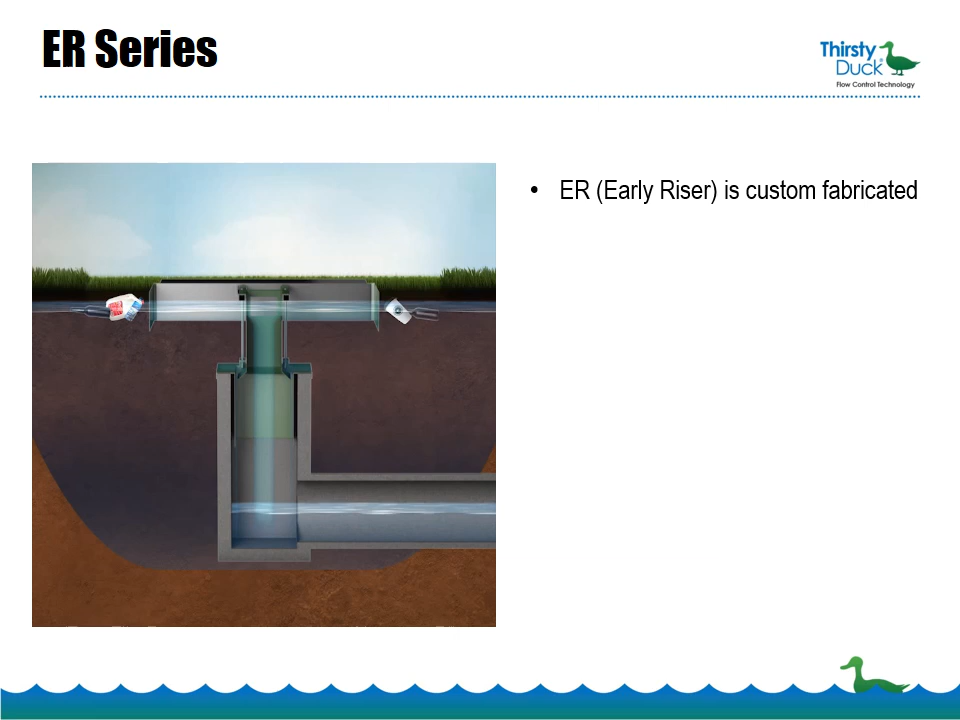 ER Series
Thirsty
Duck
Flow Control Technology
• ER (Early Riser) is custom fabricated